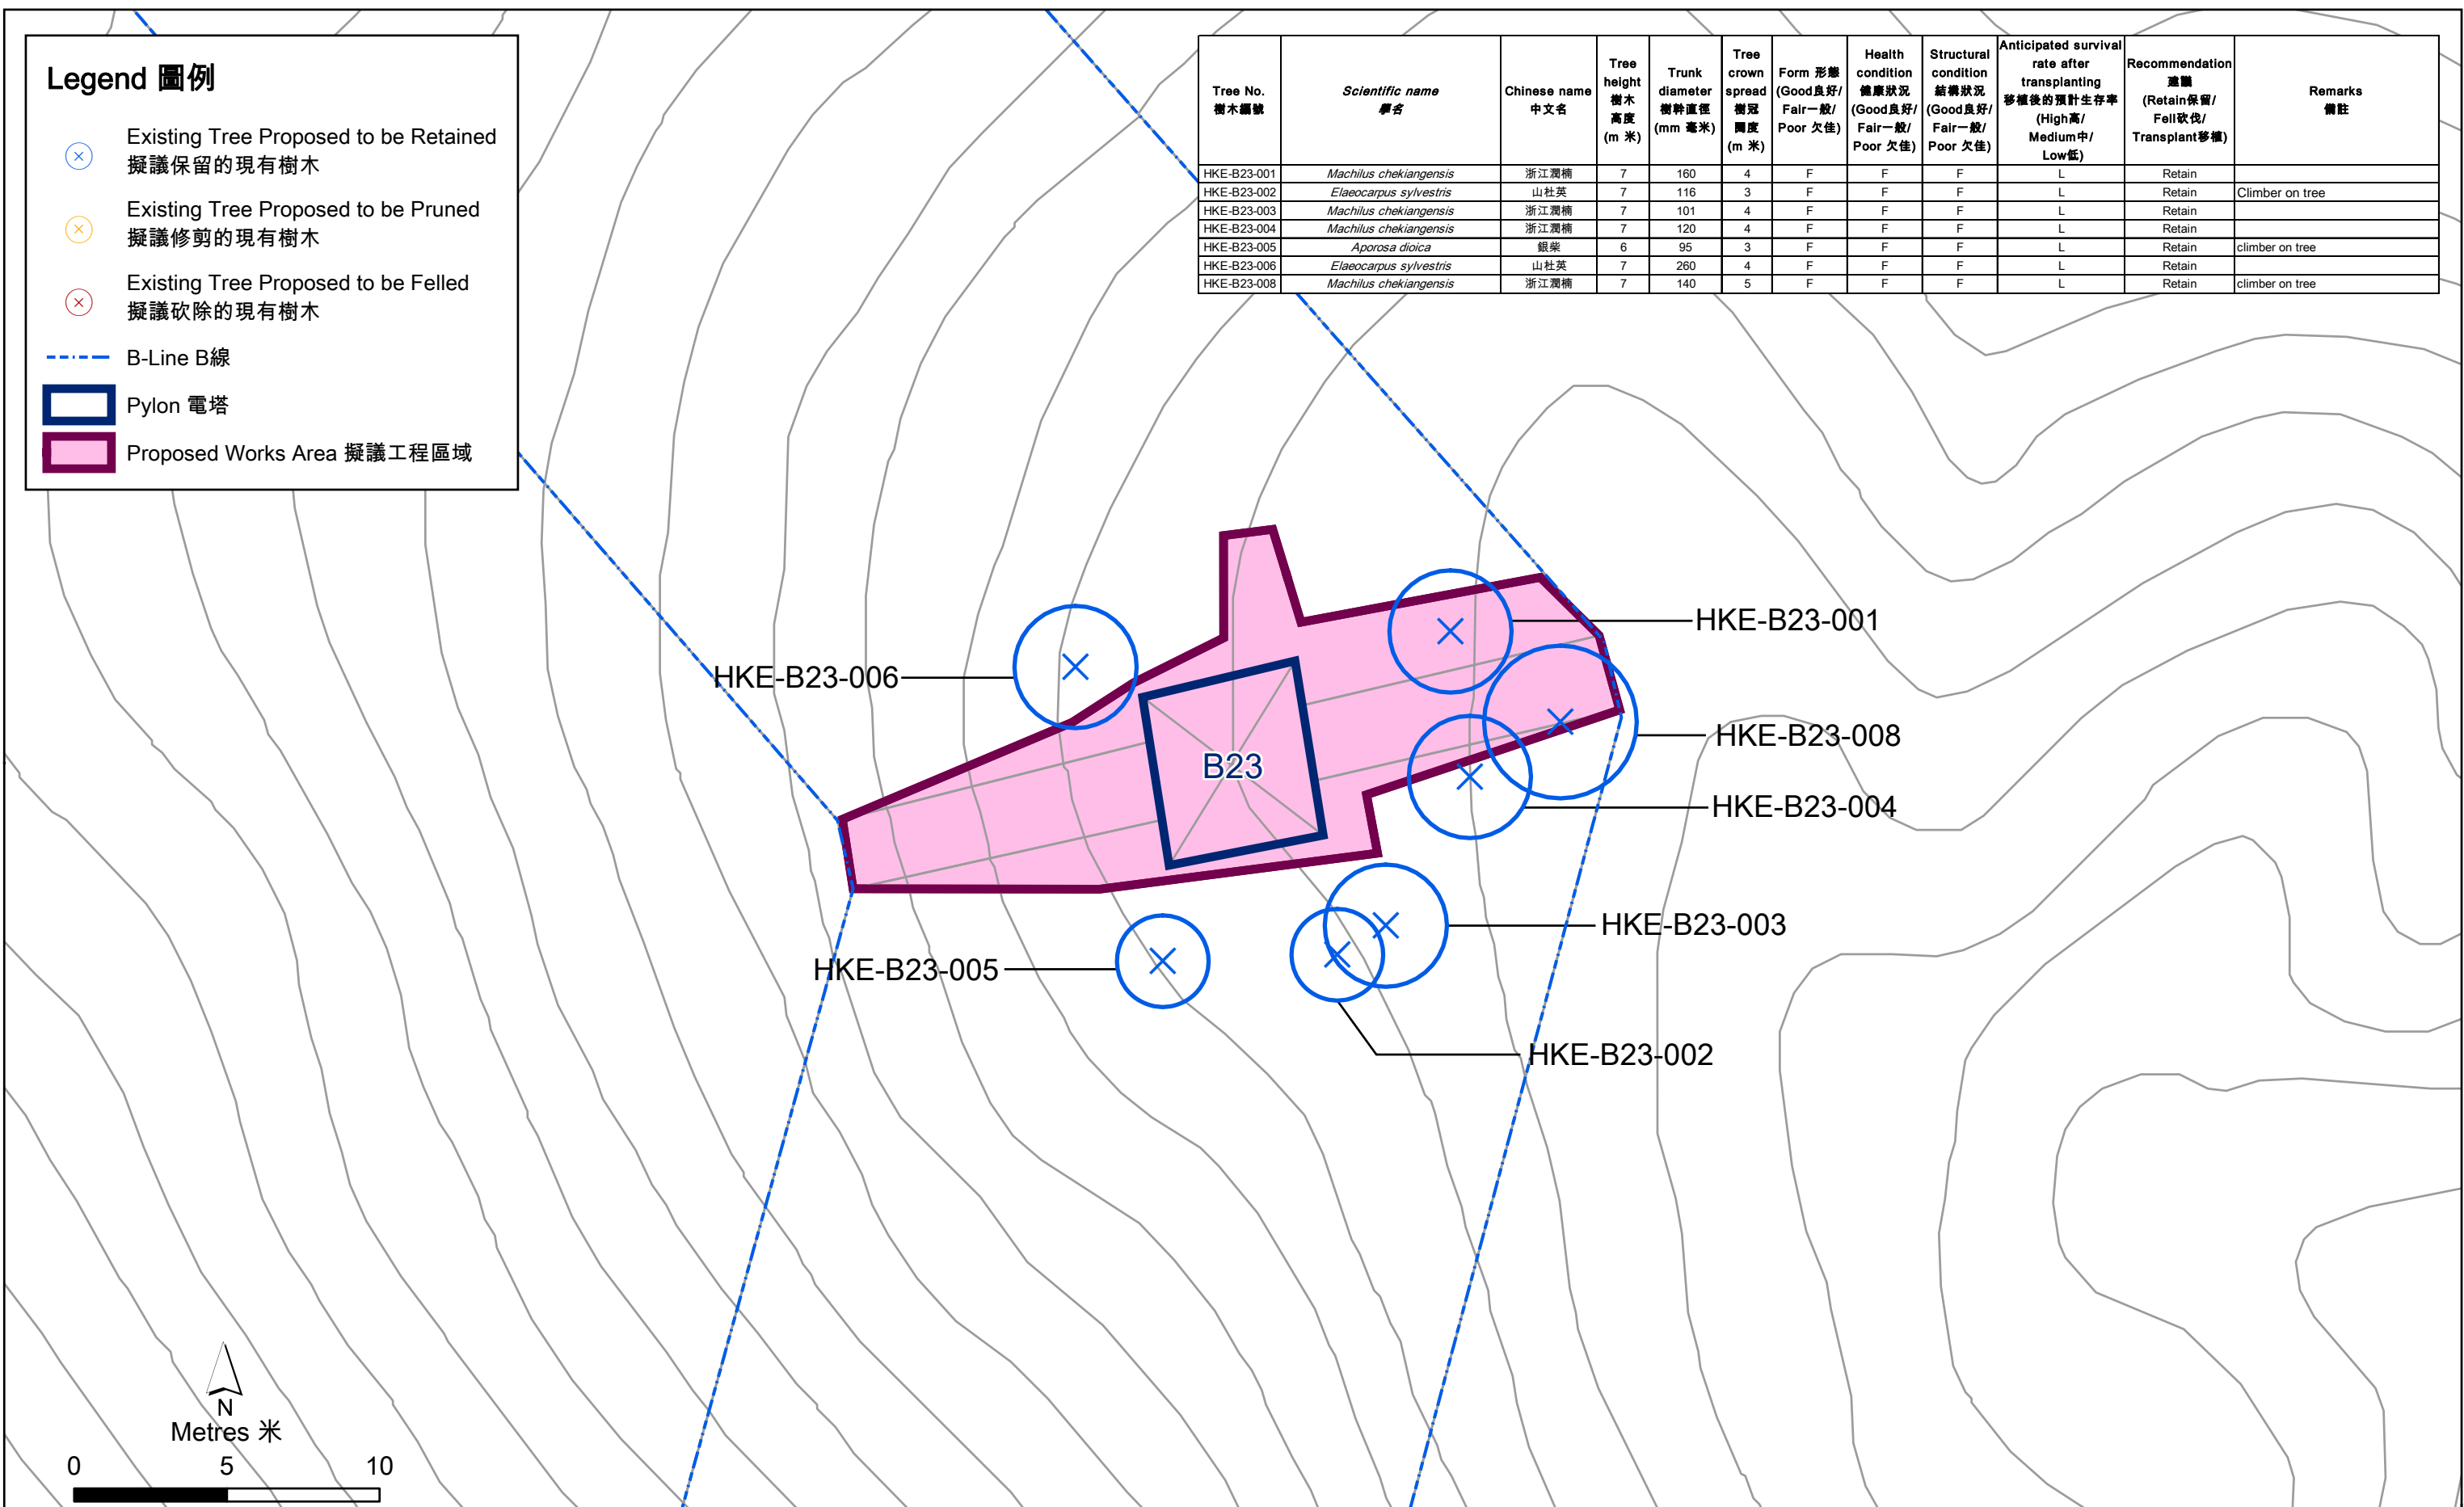 Legend 圖例
Existing Tree Proposed to be Retained
擬議保留的現有樹木
Existing Tree Proposed to be Pruned
擬議修剪的現有樹木
Existing Tree Proposed to be Felled
擬議砍除的現有樹木
B-Line B線
Pylon 電塔
Proposed Works Area 擬議工程區域
Tree No. 樹木編號
Scientific name 學名
Chinese name 中文名
Tree height 樹木高度 (m 米)
Trunk diameter 樹幹直徑 (mm 毫米)
Tree crown spread 樹冠闊度 (m 米)
Form 形態 (Good良好/ Fair一般/ Poor 欠佳)
Health condition 健康狀況 (Good良好/ Fair一般/ Poor 欠佳)
Structural condition 結構狀況 (Good良好/ Fair一般/ Poor 欠佳)
Anticipated survival rate after transplanting 移植後的預計生存率 (High高/ Medium中/ Low低)
Recommendation 建議 (Retain保留/ Fell砍伐/ Transplant移植)
Remarks 備註
HKE-B23-001 Machilus chekiangensis 浙江潤楠 7 160 4 F F F L Retain
HKE-B23-002 Elaeocarpus sylvestris 山杜英 7 116 3 F F F L Retain Climber on tree
HKE-B23-003 Machilus chekiangensis 浙江潤楠 7 101 4 F F F L Retain
HKE-B23-004 Machilus chekiangensis 浙江潤楠 7 120 4 F F F L Retain
HKE-B23-005 Aporosa dioica 銀柴 6 95 3 F F F L Retain climber on tree
HKE-B23-006 Elaeocarpus sylvestris 山杜英 7 260 4 F F F L Retain
HKE-B23-008 Machilus chekiangensis 浙江潤楠 7 140 5 F F F L Retain climber on tree
HKE-B23-001
HKE-B23-006
HKE-B23-008
B23
HKE-B23-004
HKE-B23-003
HKE-B23-005
HKE-B23-002
N
Metres 米
0 5 10